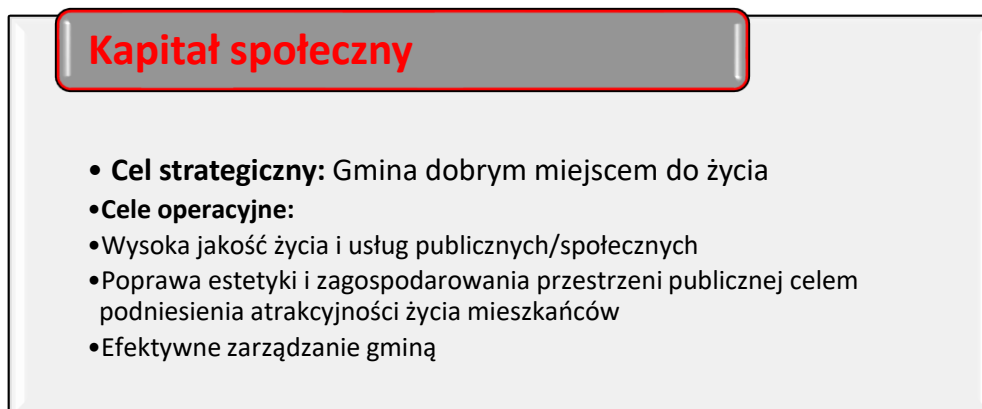 Kapitał społeczny
• Cel strategiczny: Gmina dobrym miejscem do życia
•Cele operacyjne:
•Wysoka jakość życia i usług publicznych/społecznych
•Poprawa estetyki i zagospodarowania przestrzeni publicznej celem
podniesienia atrakcyjności życia mieszkańców
•Efektywne zarządzanie gminą